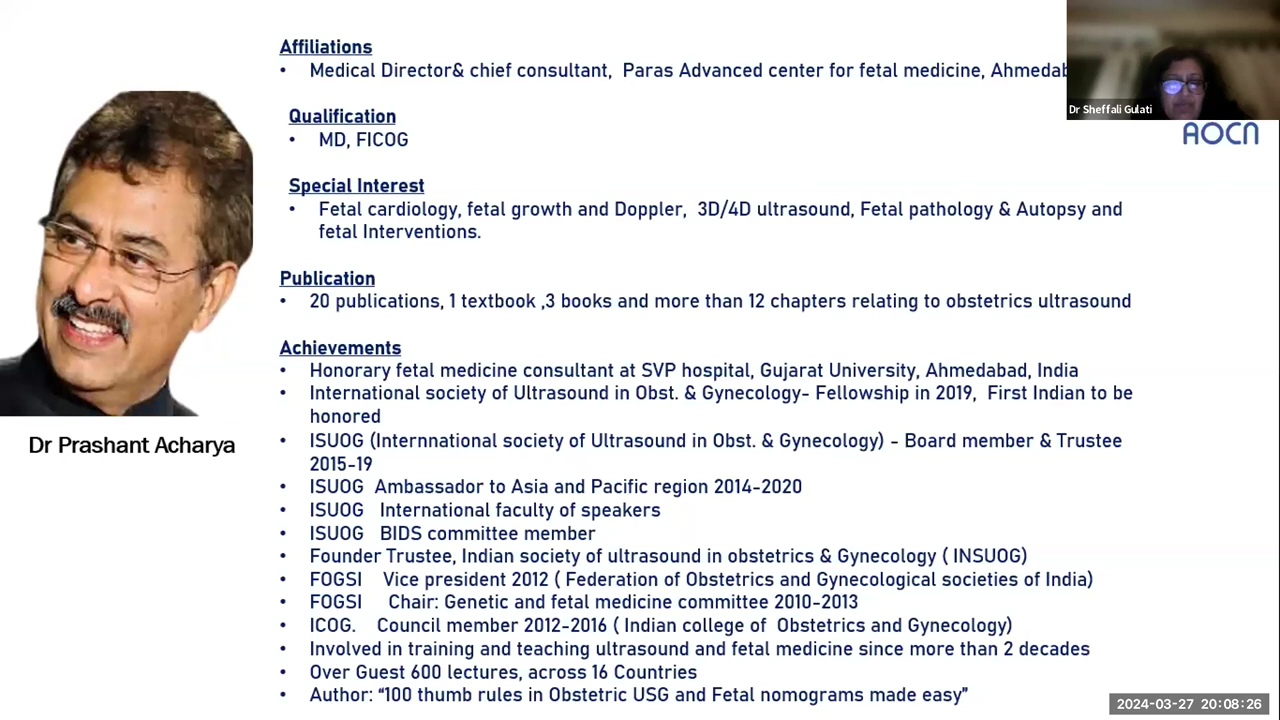 Affiliations
• Medical Director& chief consultant, Paras Advanced center for fetal medicine,
Dr Sheffali Gulati
AOCN
Qualification
• MD, FICOG
Special Interest
• Fetal cardiology, fetal growth and Doppler, 3D/4D ultrasound, Fetal pathology & Autopsy and
fetal Interventions.
Publication
• 20 publications, 1 textbook ,3 books and more than 12 chapters relating to obstetrics ultrasound
Achievements
• Honorary fetal medicine consultant at SVP hospital, Gujarat University, Ahmedabad, India
• International society of Ultrasound in Obst. & Gynecology- Fellowship in 2019, First Indian to be
honored
Dr Prashant Acharya
• ISUOG (Internnational society of Ultrasound in Obst. & Gynecology) - Board member & Trustee
2015-19
• ISUOG Ambassador to Asia and Pacific region 2014-2020
• ISUOG International faculty of speakers
• ISUOG BIDS committee member
• Founder Trustee, Indian society of ultrasound in obstetrics & Gynecology ( INSUOG)
• FOGSI Vice president 2012 ( Federation of Obstetrics and Gynecological societies of India)
• FOGSI Chair: Genetic and fetal medicine committee 2010-2013
• ICOG. Council member 2012-2016 ( Indian college of Obstetrics and Gynecology)
• Involved in training and teaching ultrasound and fetal medicine since more than 2 decades
• Over Guest 600 lectures, across 16 Countries
• Author: “100 thumb rules in Obstetric USG and Fetal nomograms made easy”
2024-03-27 20:08:26